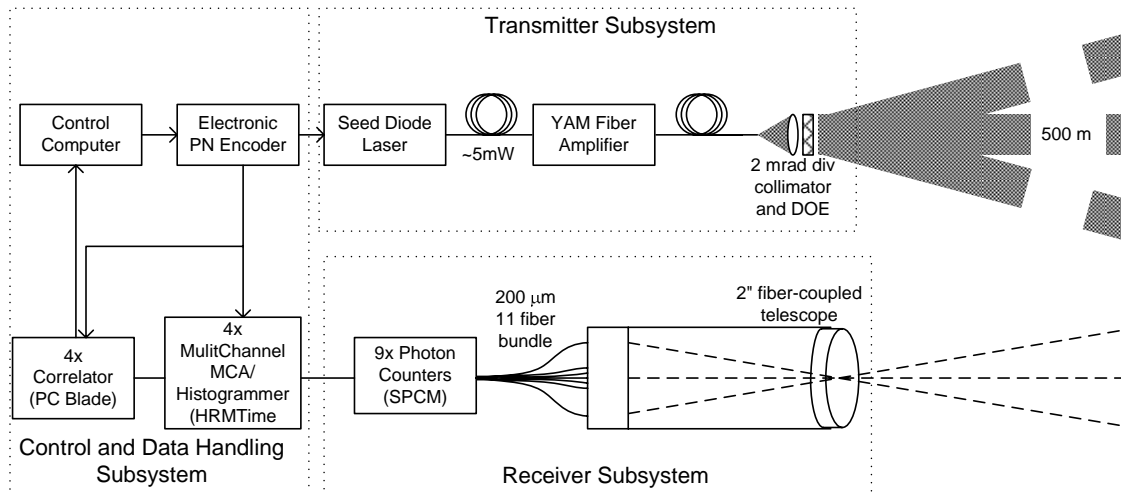 Transmitter Subsystem
Control
Computer
Electronic
PN Encoder
Seed Diode
Laser
~5mW
YAM Fiber
Amplifier
2 mrad div
collimator
and DOE
500 m
4x
Correlator
(PC Blade)
4x
MulitChannel
MCA/
Histogrammer
(HRMTime
9x Photon
Counters
(SPCM)
200 μm
11 fiber
bundle
2" fiber-coupled
telescope
Control and Data Handling
Subsystem
Receiver Subsystem